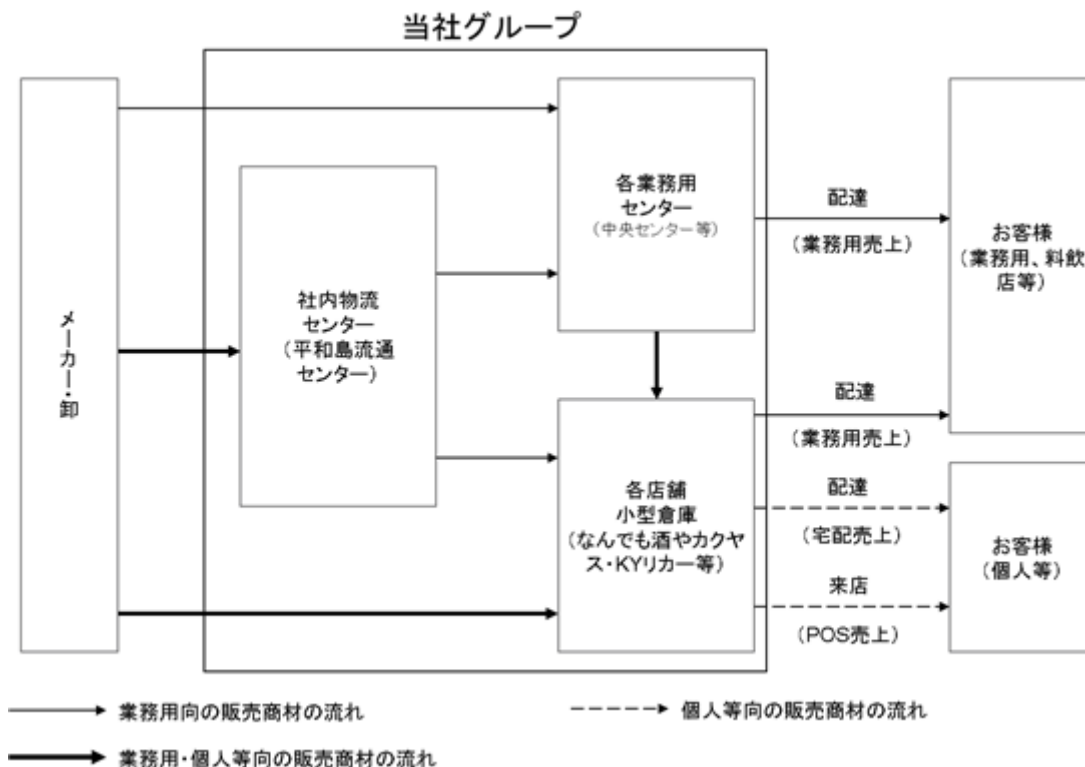 当社グループ
メーカー・卸
社内物流
センター
(平和島流通
センター)
各業務用
センター
(中央センター等)
各店舗
小型倉庫
(なんでも酒やカクヤ
ス・KYリカー等)
配達
(業務用売上)
配達
(業務用売上)
配達
(宅配売上)
来店
(POS売上)
お客様
(業務用、料飲
店等)
お客様
(個人等)
業務用向の販売商材の流れ
個人等向の販売商材の流れ
業務用・個人等向の販売商材の流れ